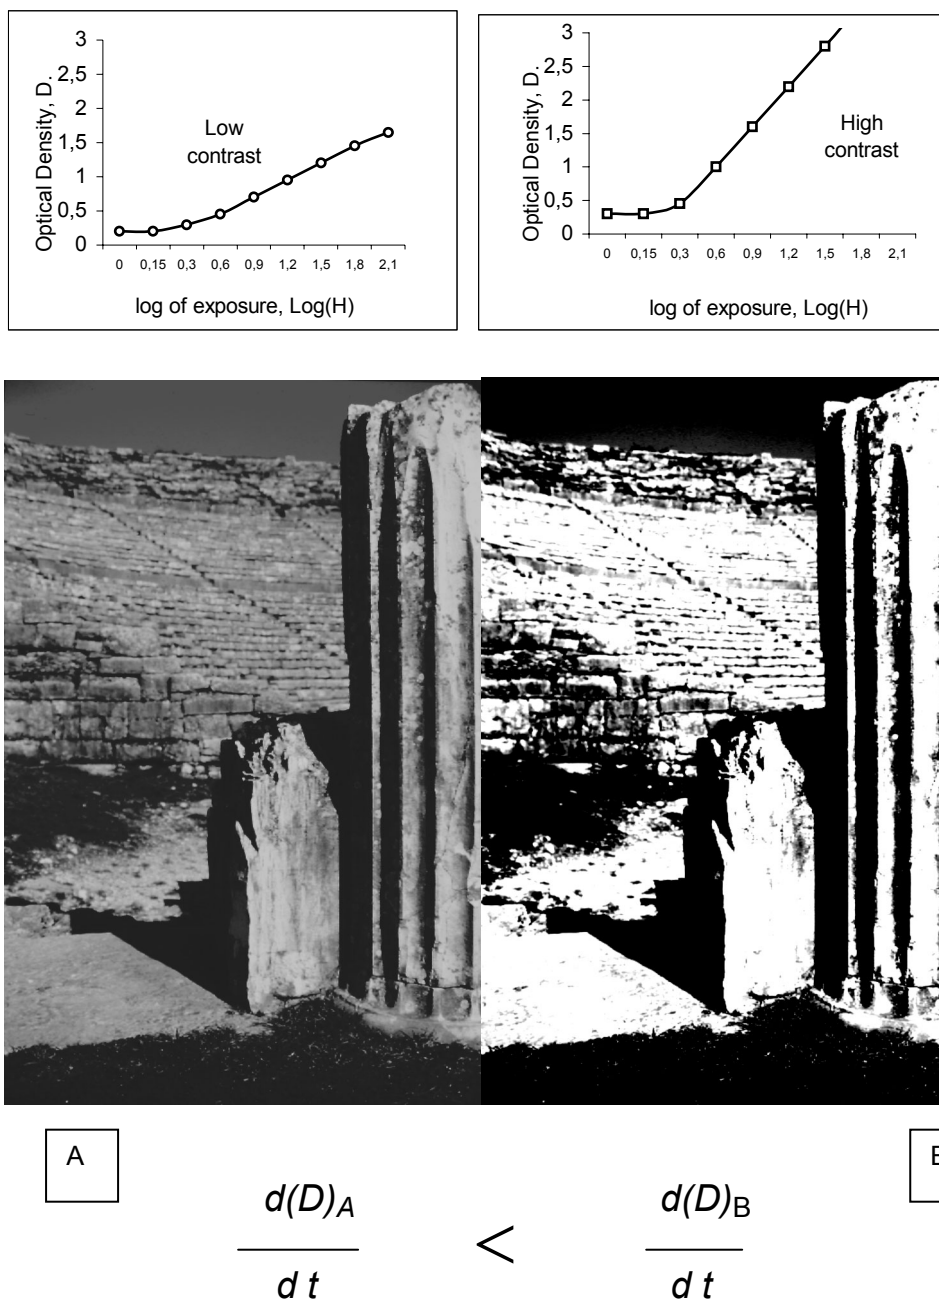 3
2,5
2
1,5
1
0,5
0
Optical Density, D.
Low
contrast
0 0,15 0,3 0,6 0,9 1,2 1,5 1,8 2,1
log of exposure, Log(H)
3
2,5
2
1,5
1
0,5
0
Optical Density, D.
High
contrast
0 0,15 0,3 0,6 0,9 1,2 1,5 1,8 2,1
log of exposure, Log(H)
A
d(D)A < d(D)B
d t d t